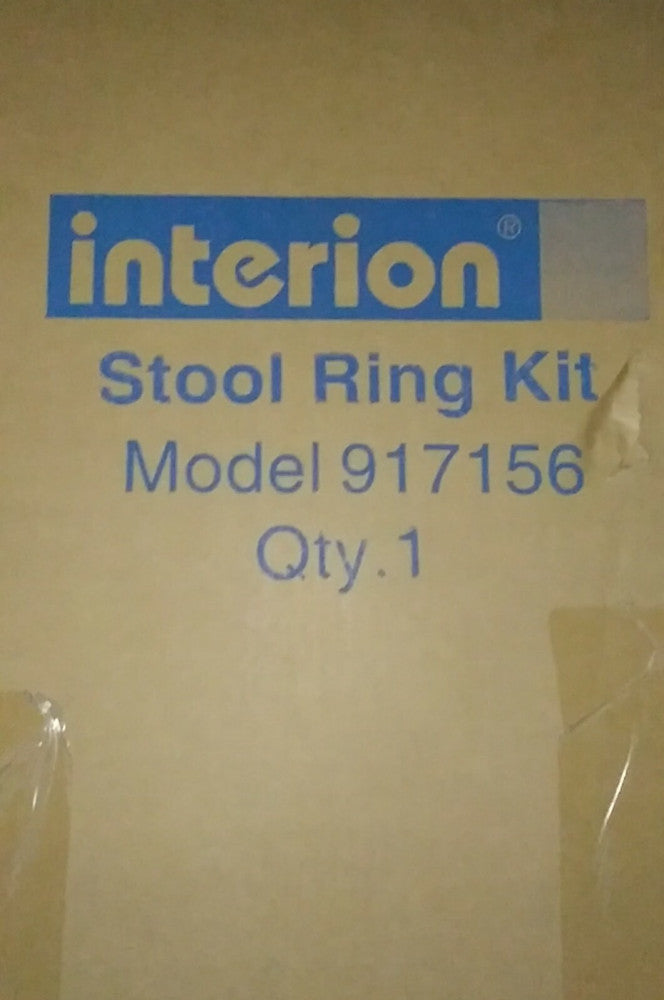 interion®
Stool Ring Kit
Model 917156
Qty.1